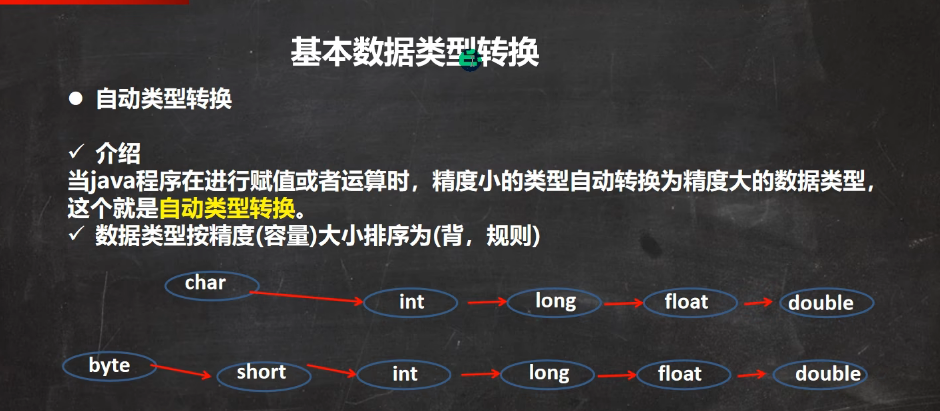 基本数据类型转换
● 自动类型转换
✓ 介绍
当java程序在进行赋值或者运算时，精度小的类型自动转换为精度大的数据类型，
这个就是自动类型转换。
✓ 数据类型按精度(容量)大小排序为(背，规则)
char int long float double
byte short int long float double